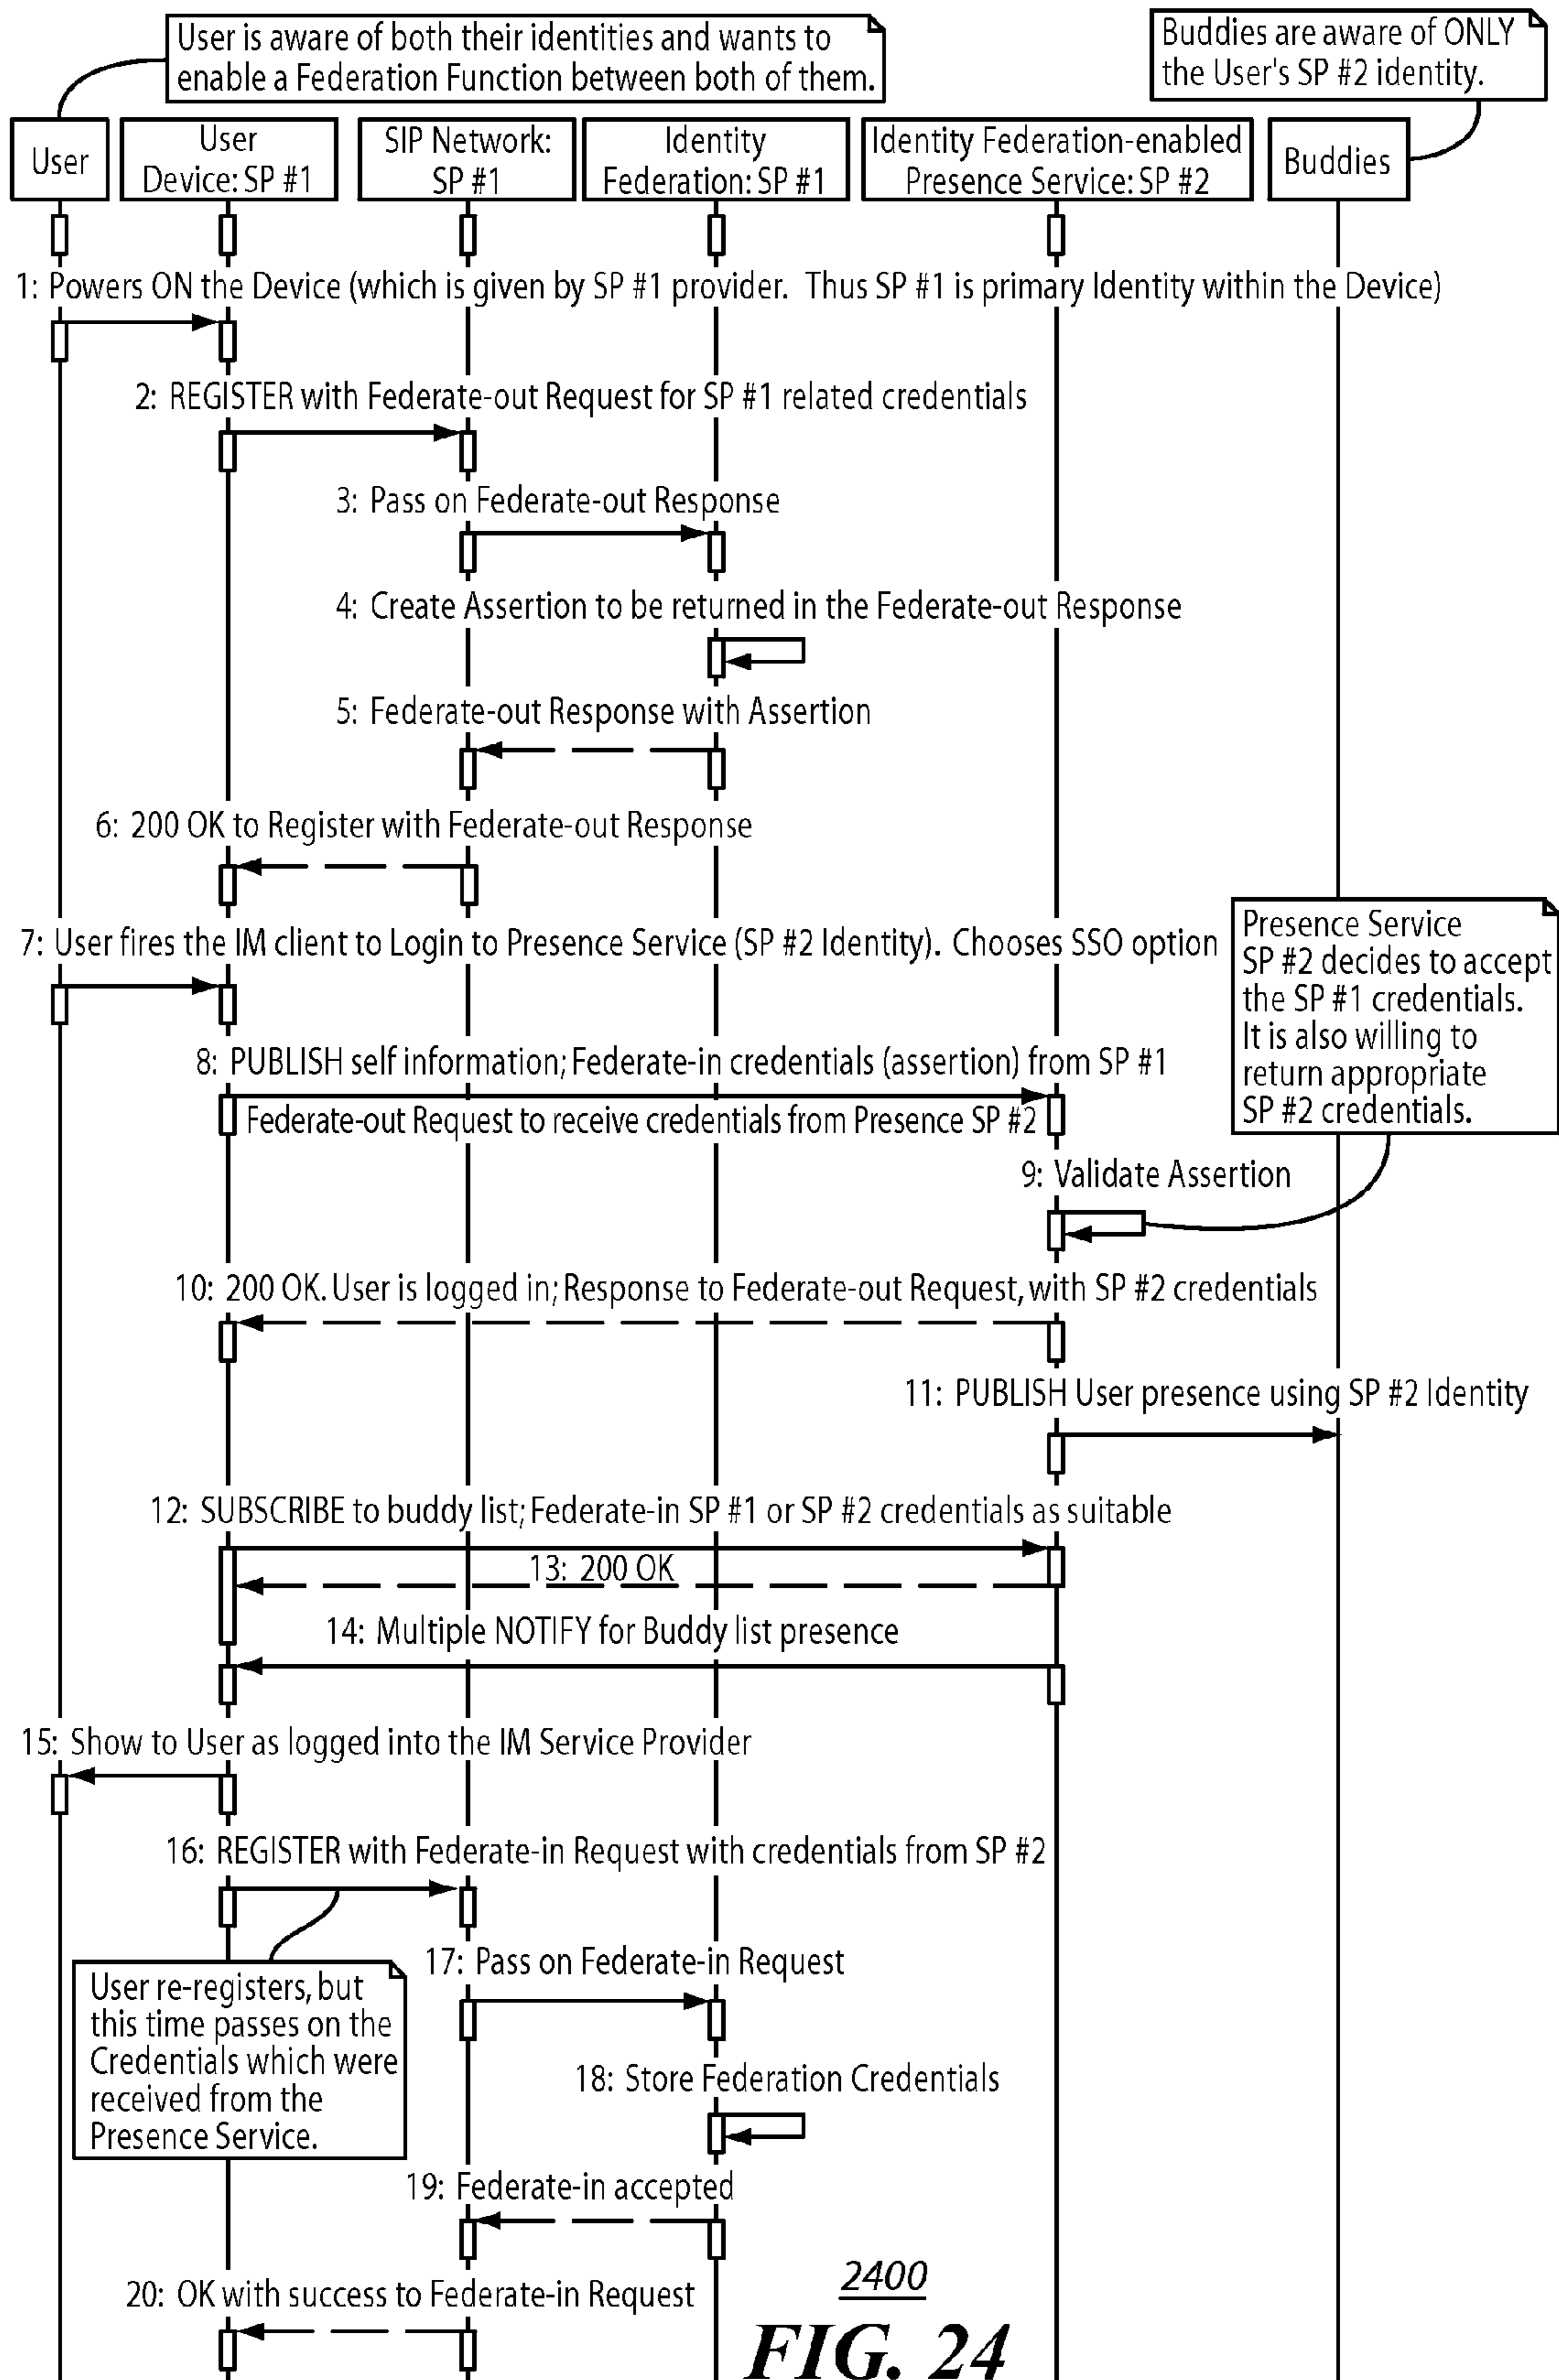 User is aware of both their identities and wants to
enable a Federation Function between both of them.
Buddies are aware of ONLY
the User's SP #2 identity.
User
User
Device: SP #1
SIP Network:
SP #1
Identity
Federation: SP #1
Identity Federation-enabled
Presence Service: SP #2
Buddies
1: Powers ON the Device (which is given by SP #1 provider. Thus SP #1 is primary Identity within the Device)
2: REGISTER with Federate-out Request for SP #1 related credentials
3: Pass on Federate-out Response
4: Create Assertion to be returned in the Federate-out Response
5: Federate-out Response with Assertion
6: 200 OK to Register with Federate-out Response
7: User fires the IM client to Login to Presence Service (SP #2 Identity). Chooses SSO option
Presence Service
SP #2 decides to accept
the SP #1 credentials.
It is also willing to
return appropriate
SP #2 credentials.
8: PUBLISH self information; Federate-in credentials (assertion) from SP #1
Federate-out Request to receive credentials from Presence SP #2
9: Validate Assertion
10: 200 OK. User is logged in; Response to Federate-out Request, with SP #2 credentials
11: PUBLISH User presence using SP #2 Identity
12: SUBSCRIBE to buddy list; Federate-in SP #1 or SP #2 credentials as suitable
13: 200 OK
14: Multiple NOTIFY for Buddy list presence
15: Show to User as logged into the IM Service Provider
16: REGISTER with Federate-in Request with credentials from SP #2
User re-registers, but
this time passes on the
Credentials which were
received from the
Presence Service.
17: Pass on Federate-in Request
18: Store Federation Credentials
19: Federate-in accepted
20: OK with success to Federate-in Request
2400
FIG. 24